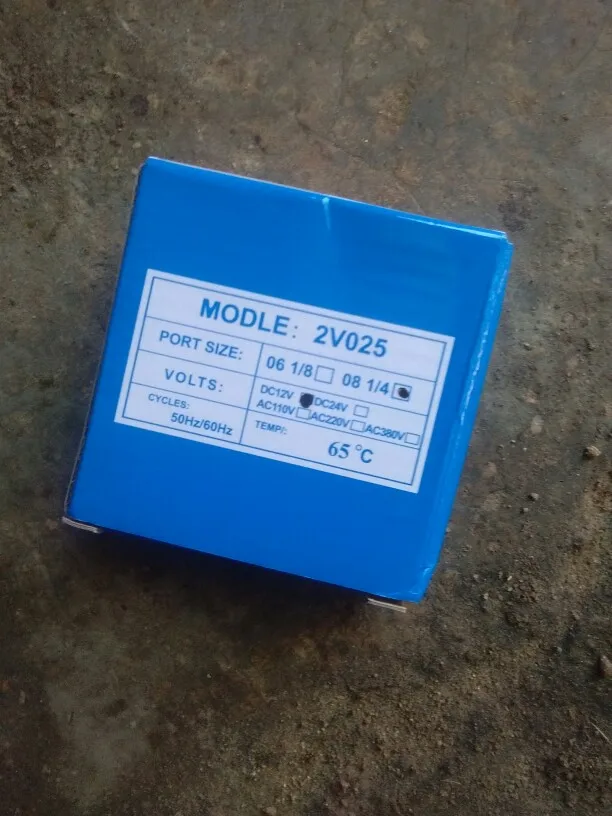 MODLE: 2V025
PORT SIZE: 06 1/8 08 1/4
VOLTS: DC12V DC24V
AC110V AC220V AC380V
CYCLES: 50Hz/60Hz
TEMP/: 65 °C